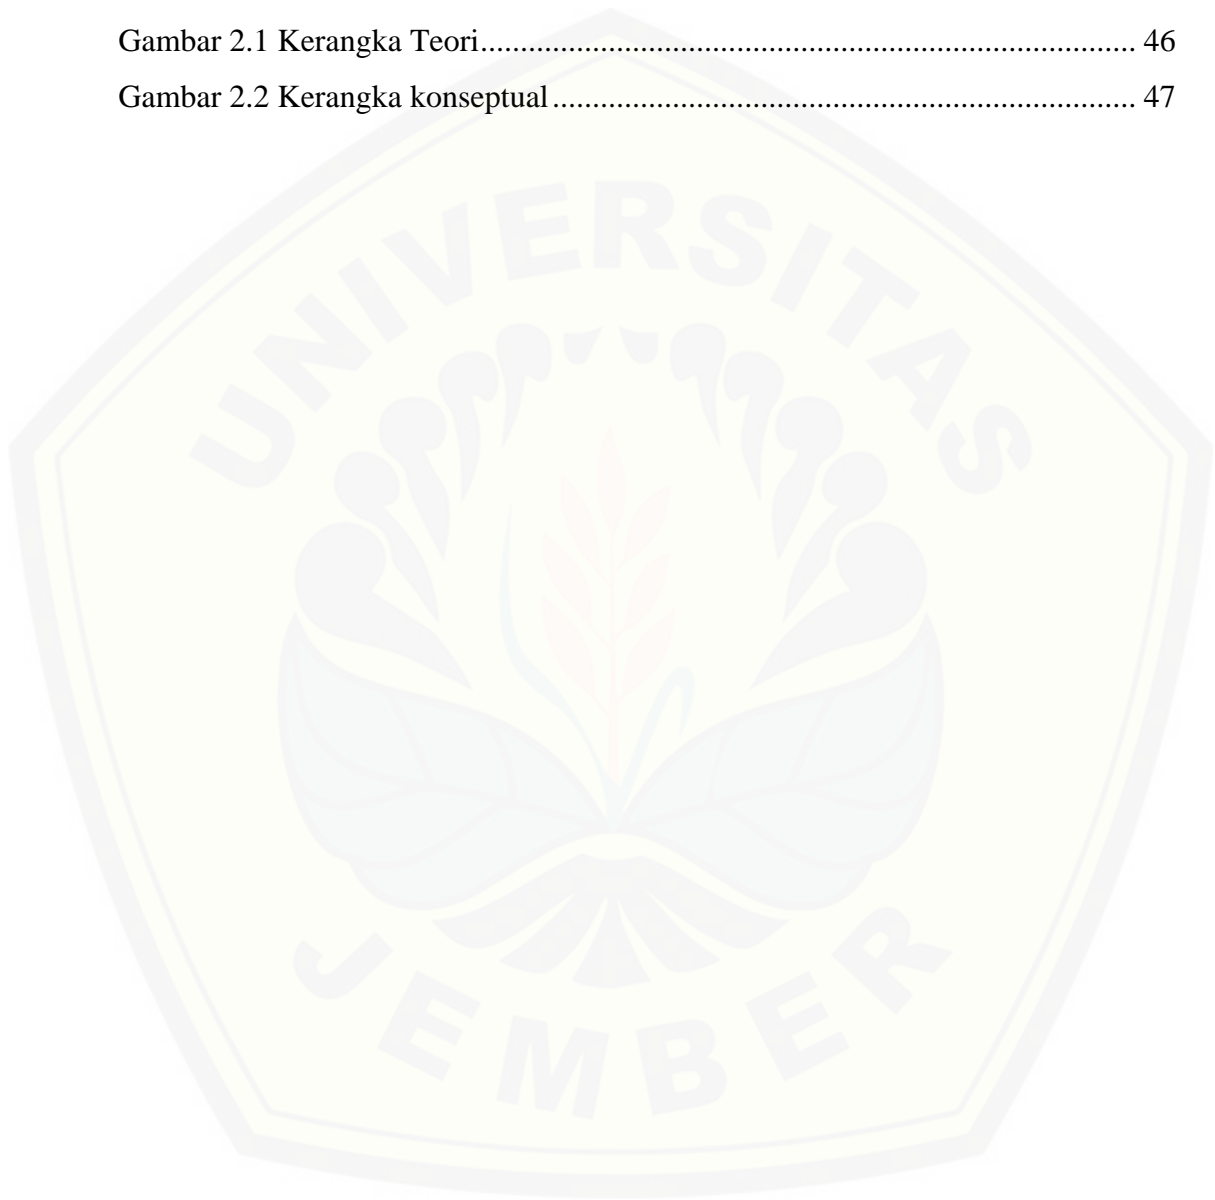 Gambar 2.1 Kerangka Teori.................................................................................. 46
Gambar 2.2 Kerangka konseptual......................................................................... 47
UNIVERSITAS
JEMBER